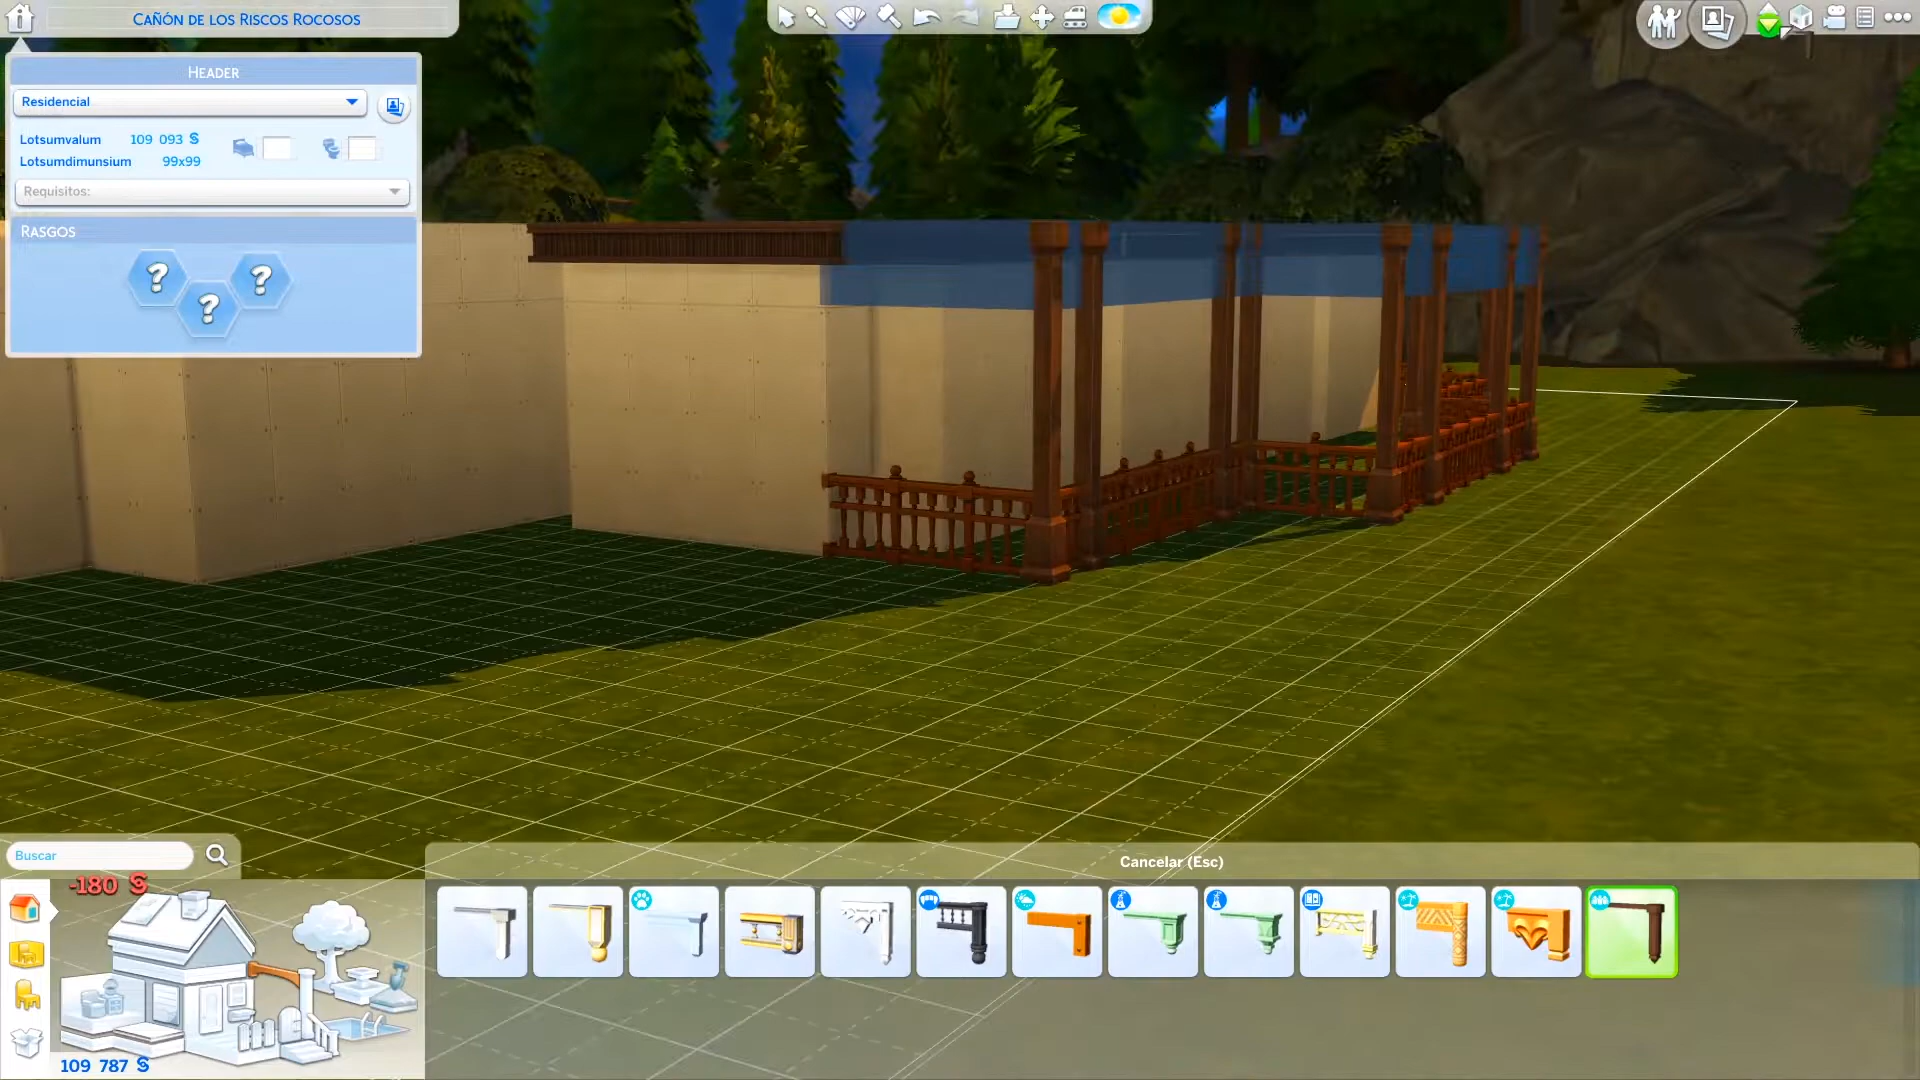 CAÑÓN DE LOS RISCOS ROCOSOS
HEADER
Residencial
Lotsumvalum 109 093 §
Lotsumdimunsium 99x99
Requisitos:
RASGOS
? ? ?
Buscar
Cancelar (Esc)
-180 §
109 787 §